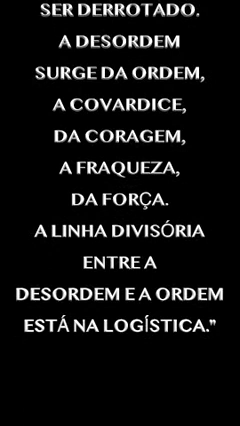 SER DERROTADO.
A DESORDEM
SURGE DA ORDEM,
A COVARDICE,
DA CORAGEM,
A FRAQUEZA,
DA FORÇA.
A LINHA DIVISÓRIA
ENTRE A
DESORDEM E A ORDEM
ESTÁ NA LOGÍSTICA.”